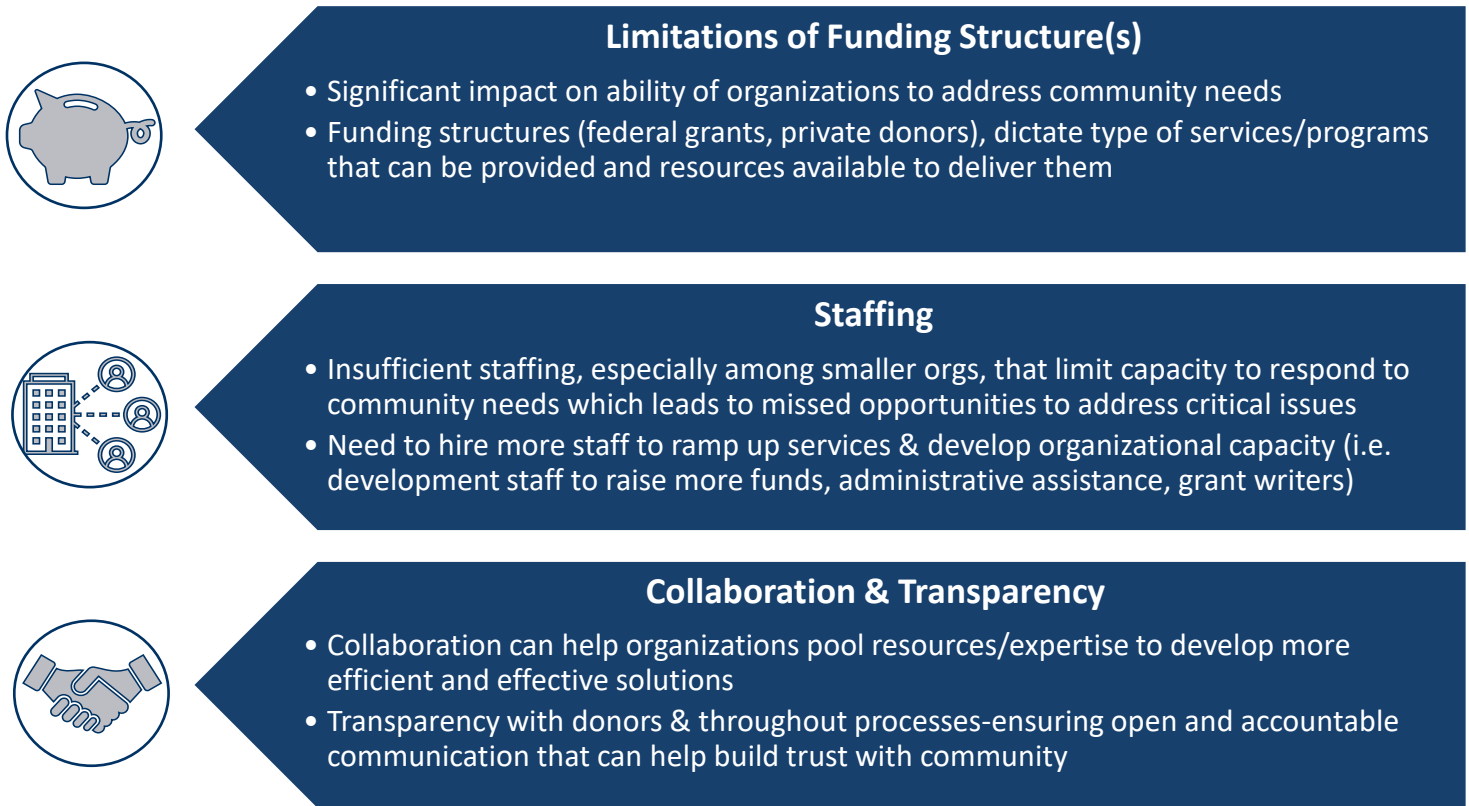 Limitations of Funding Structure(s)
• Significant impact on ability of organizations to address community needs
• Funding structures (federal grants, private donors), dictate type of services/programs
that can be provided and resources available to deliver them
Staffing
• Insufficient staffing, especially among smaller orgs, that limit capacity to respond to
community needs which leads to missed opportunities to address critical issues
• Need to hire more staff to ramp up services & develop organizational capacity (i.e.
development staff to raise more funds, administrative assistance, grant writers)
Collaboration & Transparency
• Collaboration can help organizations pool resources/expertise to develop more
efficient and effective solutions
• Transparency with donors & throughout processes-ensuring open and accountable
communication that can help build trust with community